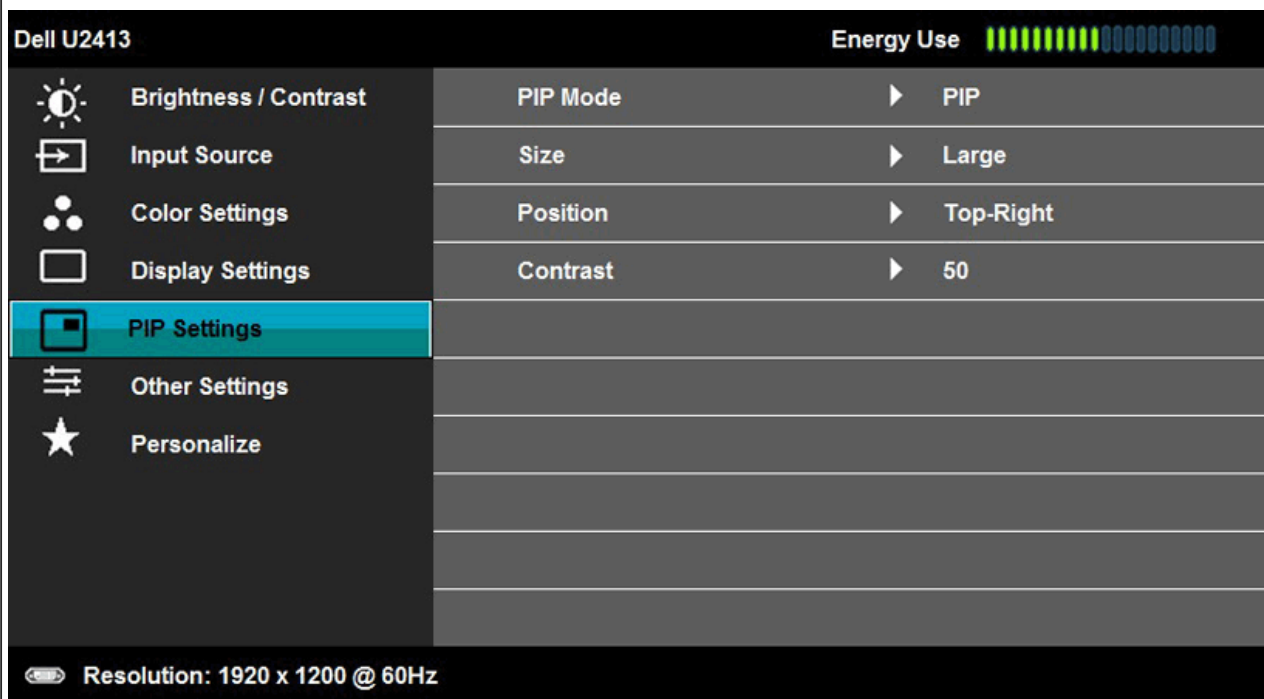 Dell U2413 Energy Use
Brightness / Contrast PIP Mode PIP
Input Source Size Large
Color Settings Position Top-Right
Display Settings Contrast 50
PIP Settings
Other Settings
Personalize
Resolution: 1920 x 1200 @ 60Hz